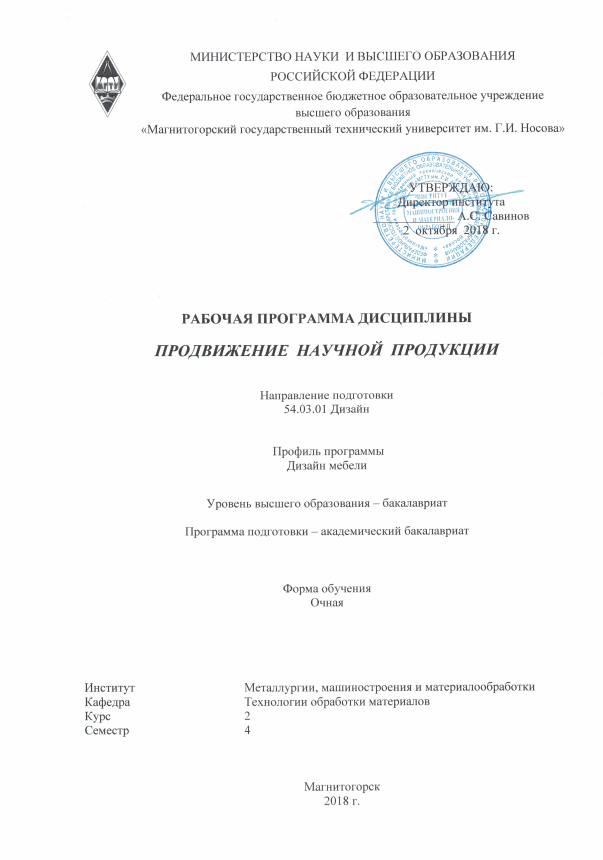 МИНИСТЕРСТВО НАУКИ И ВЫСШЕГО ОБРАЗОВАНИЯ
РОССИЙСКОЙ ФЕДЕРАЦИИ
Федеральное государственное бюджетное образовательное учреждение
высшего образования
«Магнитогорский государственный технический университет им. Г.И. Носова»
УТВЕРЖДАЮ:
Директор института
А.С. Савинов
2 октября 2018 г.
ИНСТИТУТ
МАШИНОСТРОЕНИЯ
РАБОЧАЯ ПРОГРАММА ДИСЦИПЛИНЫ
ПРОДВИЖЕНИЕ НАУЧНОЙ ПРОДУКЦИИ
Направление подготовки
54.03.01 Дизайн
Профиль программы
Дизайн мебели
Уровень высшего образования – бакалавриат
Программа подготовки – академический бакалавриат
Форма обучения
Очная
Институт Металлургии, машиностроения и материалообработки
Кафедра Технологии обработки материалов
Курс 2
Семестр 4
Магнитогорск
2018 г.